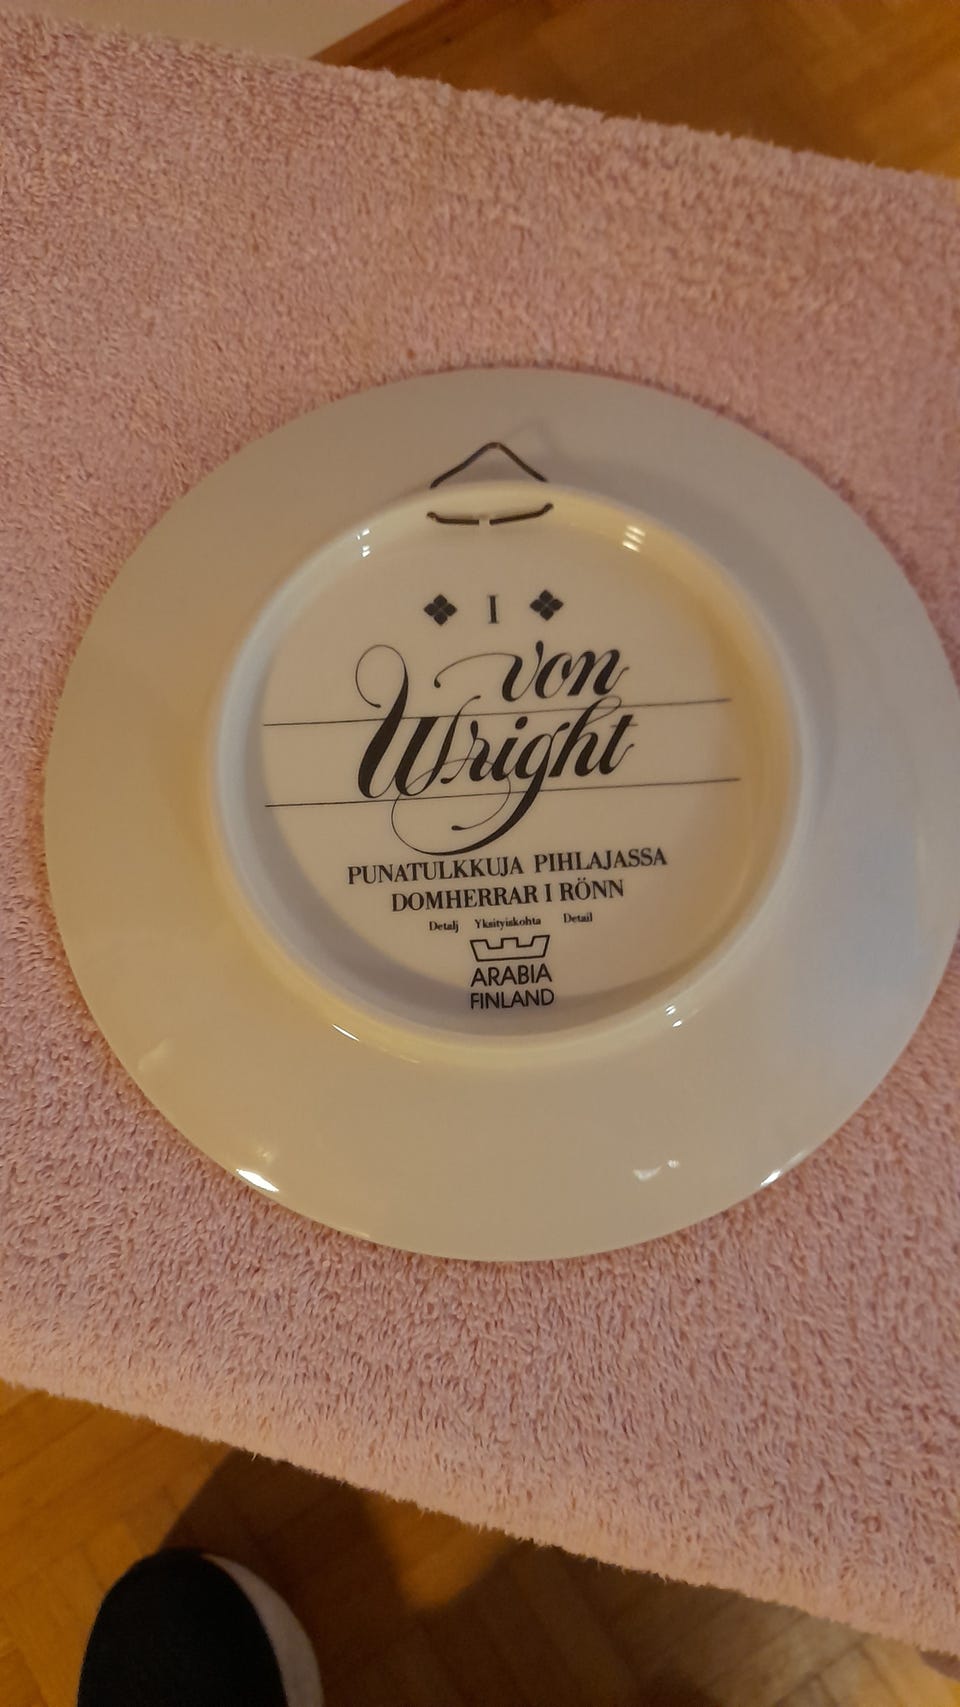 I
von
Wright
PUNATULKKUJA PIHLAJASSA
DOMHERRAR I RÖNN
Detalj Yksityiskohta Detail
ARABIA
FINLAND